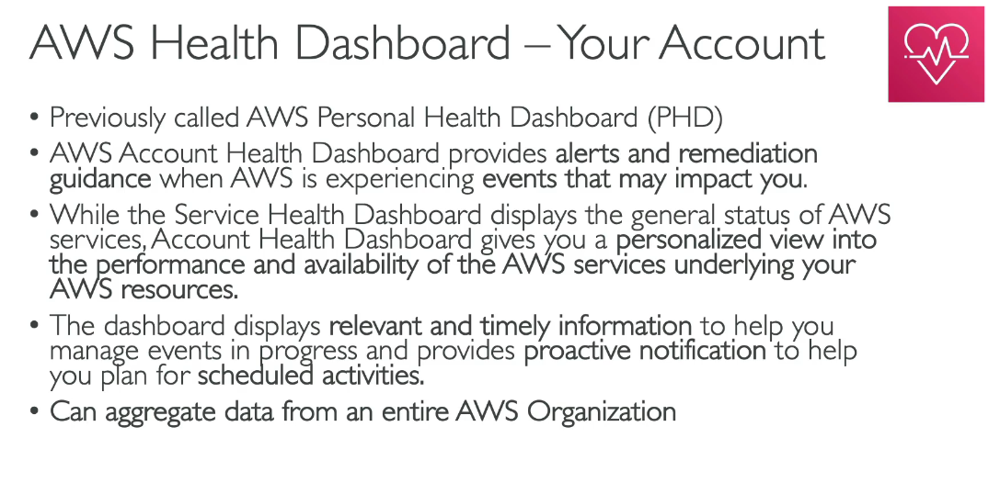 AWS Health Dashboard – Your Account
• Previously called AWS Personal Health Dashboard (PHD)
• AWS Account Health Dashboard provides alerts and remediation
guidance when AWS is experiencing events that may impact you.
• While the Service Health Dashboard displays the general status of AWS
services, Account Health Dashboard gives you a personalized view into
the performance and availability of the AWS services underlying your
AWS resources.
• The dashboard displays relevant and timely information to help you
manage events in progress and provides proactive notification to help
you plan for scheduled activities.
• Can aggregate data from an entire AWS Organization